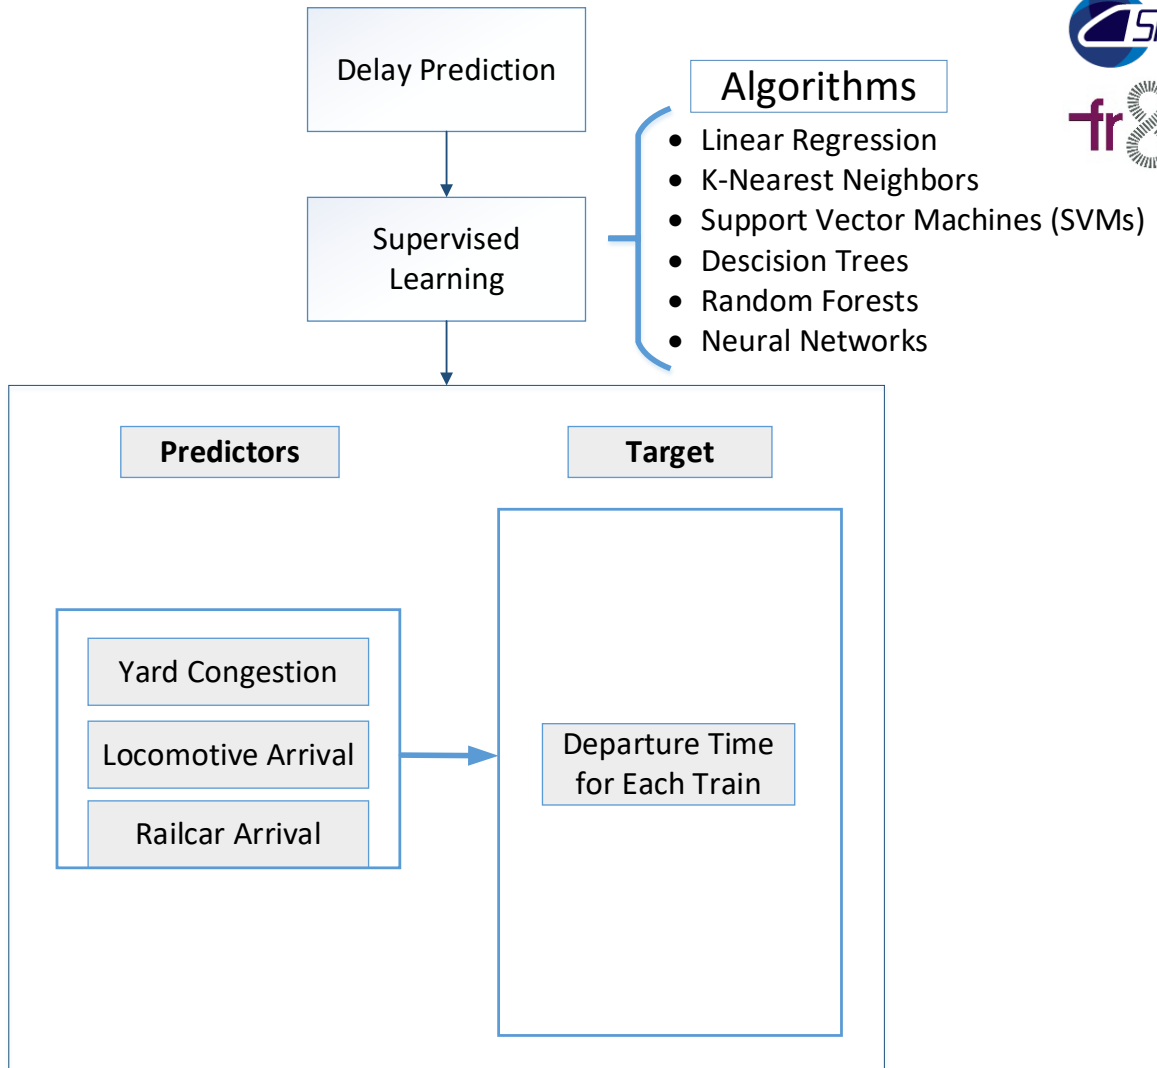 Delay Prediction
Algorithms
• Linear Regression
• K-Nearest Neighbors
• Support Vector Machines (SVMs)
• Descision Trees
• Random Forests
• Neural Networks
Supervised
Learning
Predictors
Target
Yard Congestion
Locomotive Arrival
Railcar Arrival
Departure Time
for Each Train
fr8